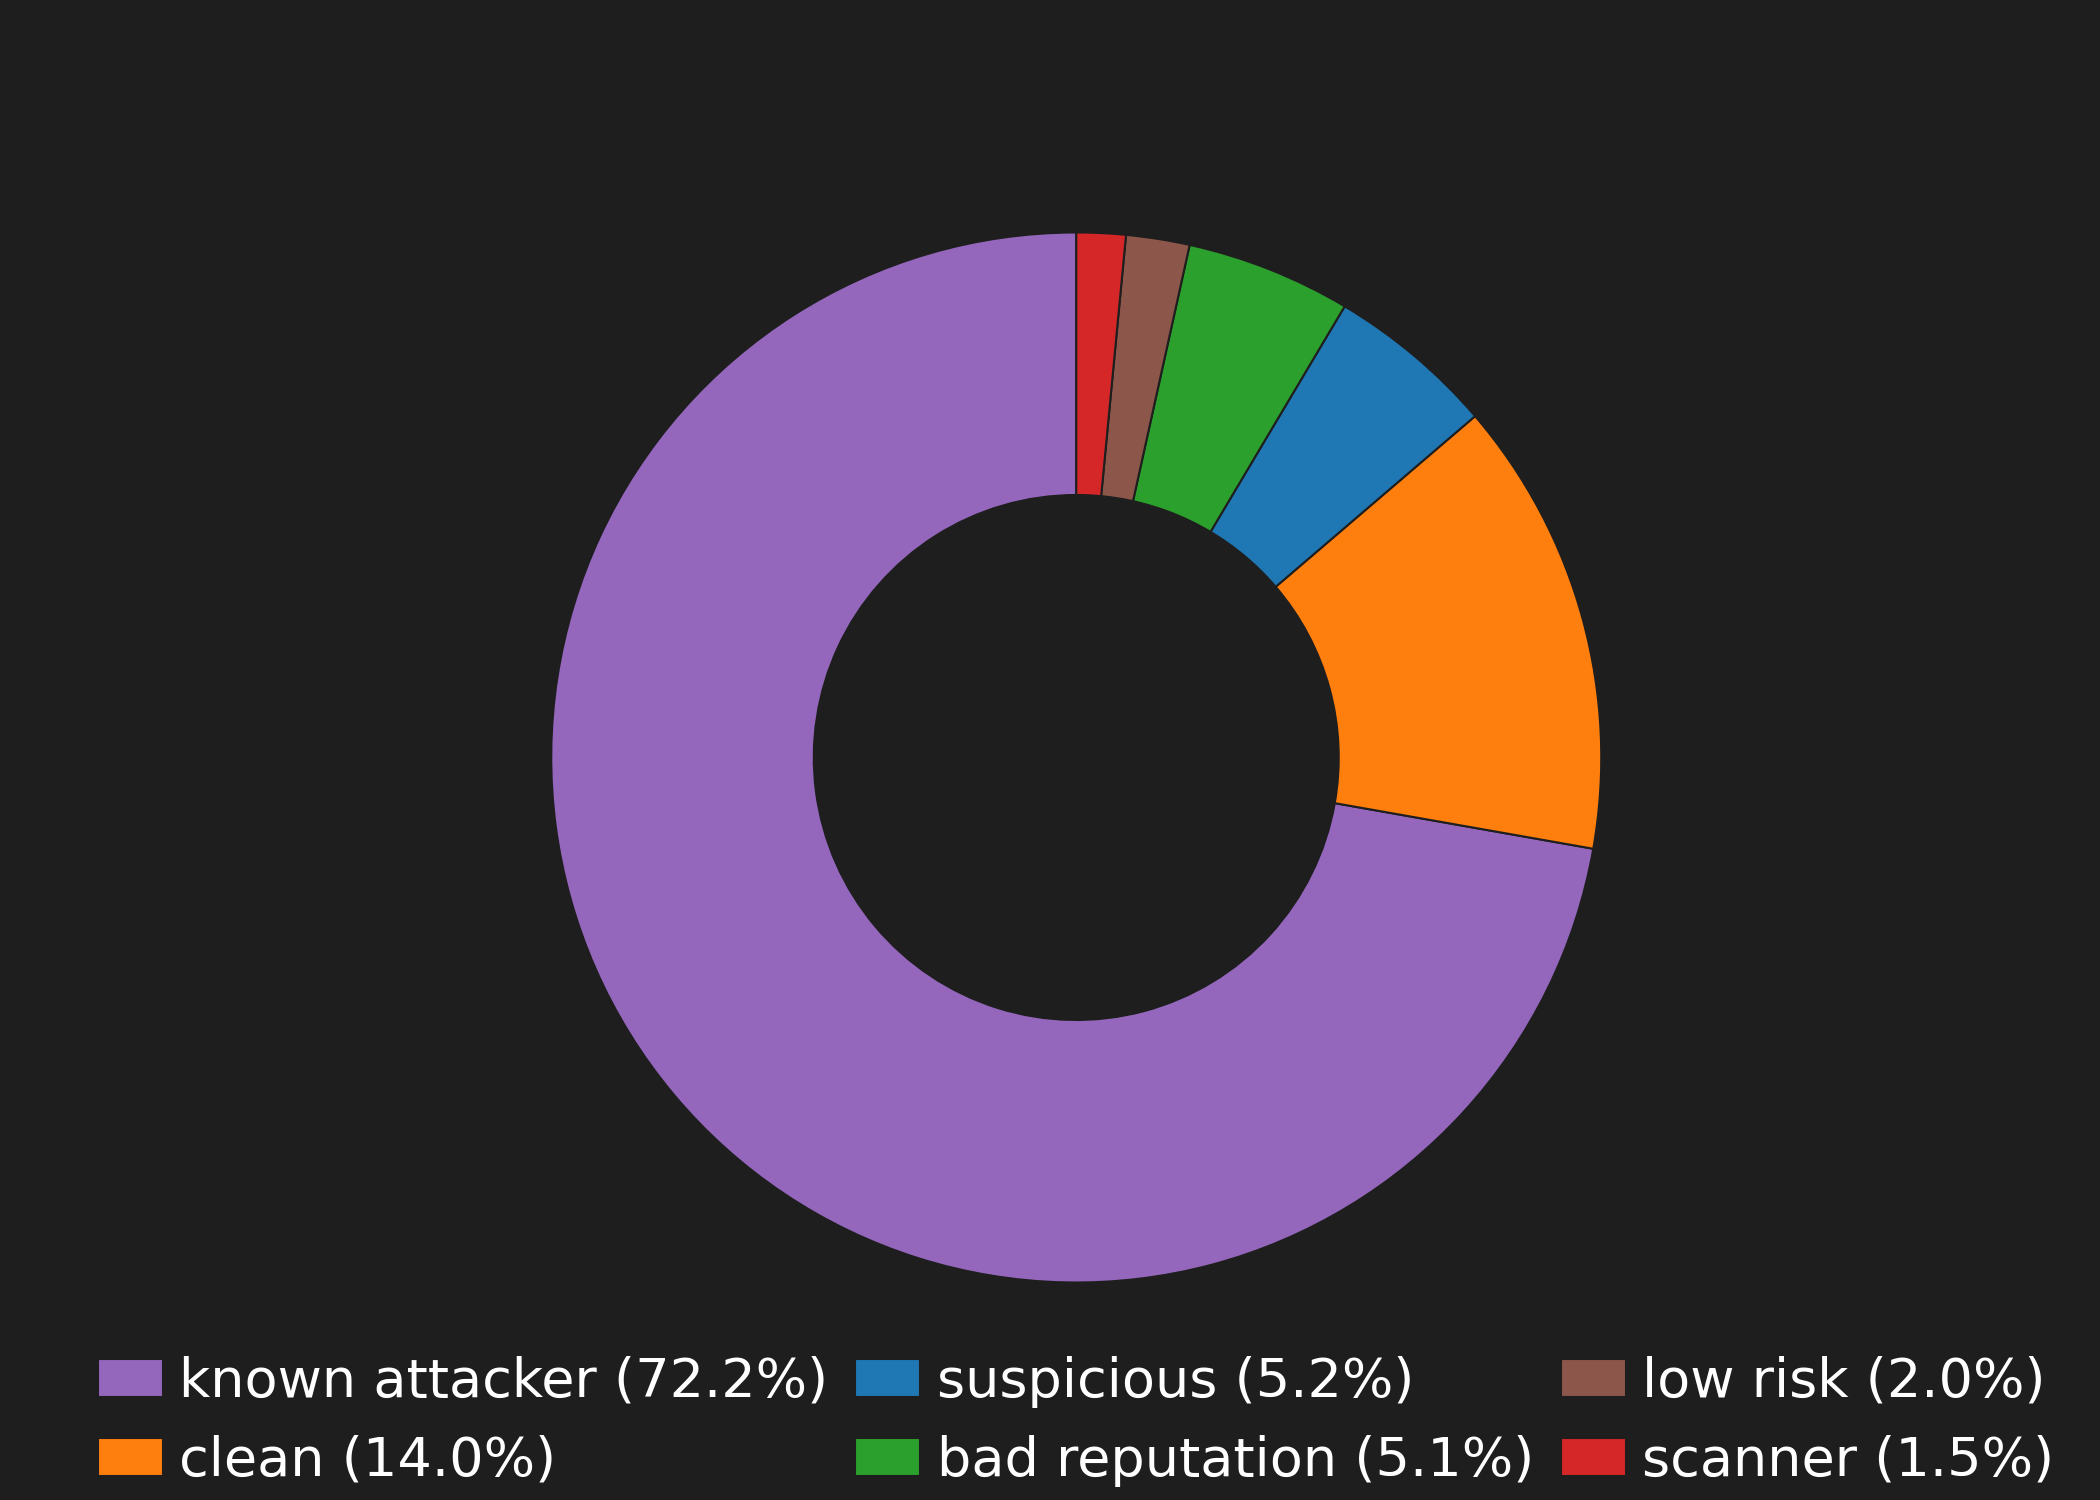 known attacker (72.2%) suspicious (5.2%) low risk (2.0%)
clean (14.0%) bad reputation (5.1%) scanner (1.5%)